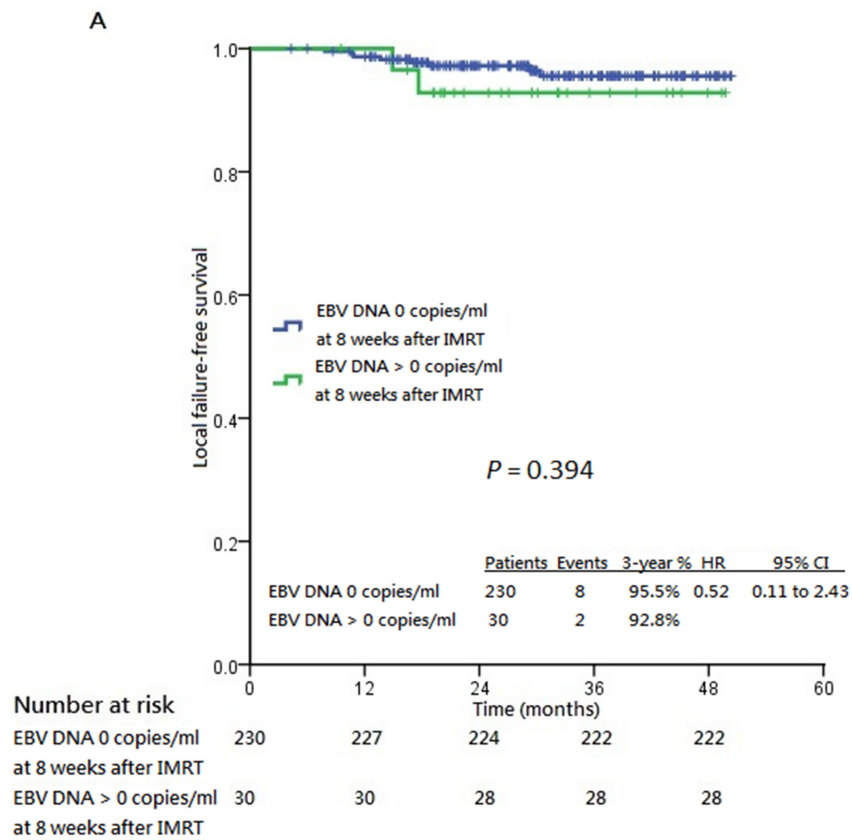 A
1.0
0.8
0.6
0.4
0.2
0.0
Local failure-free survival
EBV DNA 0 copies/ml
at 8 weeks after IMRT
EBV DNA > 0 copies/ml
at 8 weeks after IMRT
P = 0.394
Patients Events 3-year % HR 95% CI
EBV DNA 0 copies/ml 230 8 95.5% 0.52 0.11 to 2.43
EBV DNA > 0 copies/ml 30 2 92.8%
0 12 24 36 48 60
Time (months)
Number at risk
EBV DNA 0 copies/ml 230 227 224 222 222
at 8 weeks after IMRT
EBV DNA > 0 copies/ml 30 30 28 28 28
at 8 weeks after IMRT